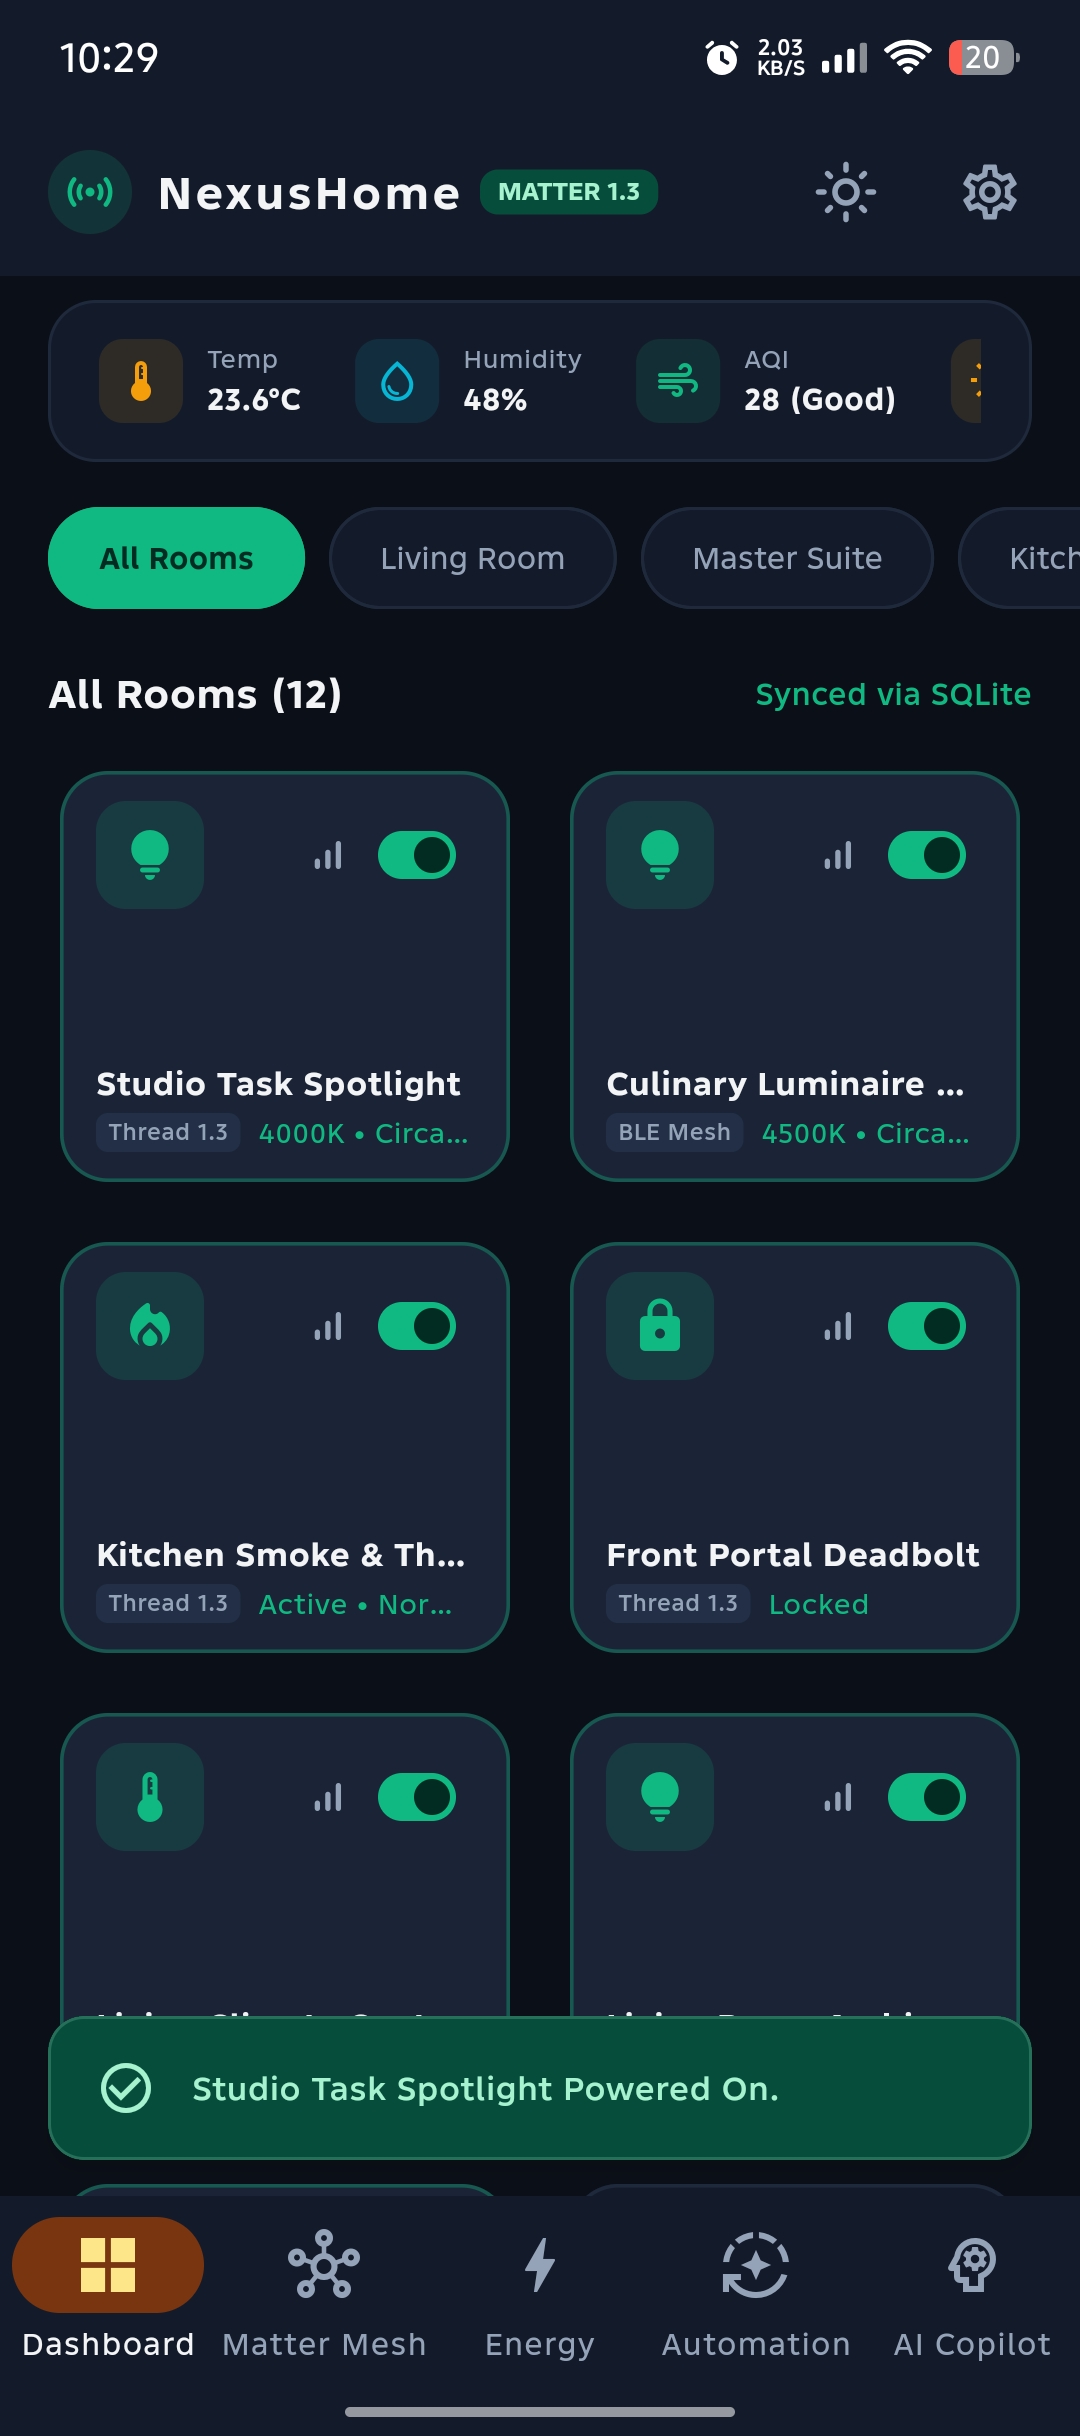 10:29
2.03
KB/S
20
NexusHome
MATTER 1.3
Temp
23.6°C
Humidity
48%
AQI
28 (Good)
All Rooms
Living Room
Master Suite
Kitch
All Rooms (12)
Synced via SQLite
Studio Task Spotlight
Thread 1.3
4000K • Circa...
Culinary Luminaire ...
BLE Mesh
4500K • Circa...
Kitchen Smoke & Th...
Thread 1.3
Active • Nor...
Front Portal Deadbolt
Thread 1.3
Locked
Studio Task Spotlight Powered On.
Dashboard
Matter Mesh
Energy
Automation
AI Copilot